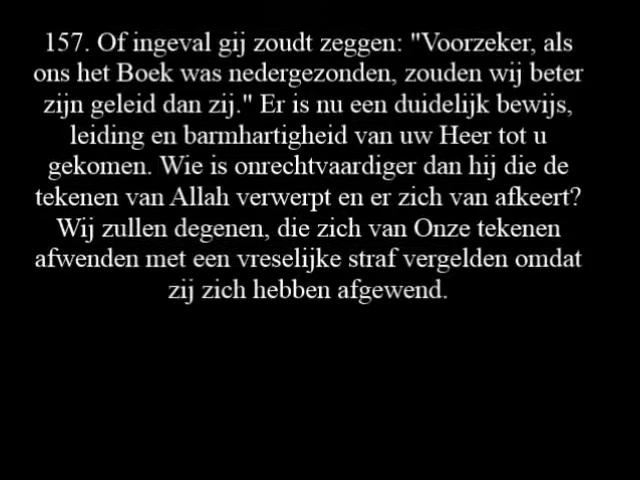 157. Of ingeval gij zoudt zeggen: "Voorzeker, als
ons het Boek was nedergezonden, zouden wij beter
zijn geleid dan zij." Er is nu een duidelijk bewijs,
leiding en barmhartigheid van uw Heer tot u
gekomen. Wie is onrechtvaardiger dan hij die de
tekenen van Allah verwerpt en er zich van afkeert?
Wij zullen degenen, die zich van Onze tekenen
afwenden met een vreselijke straf vergelden omdat
zij zich hebben afgewend.